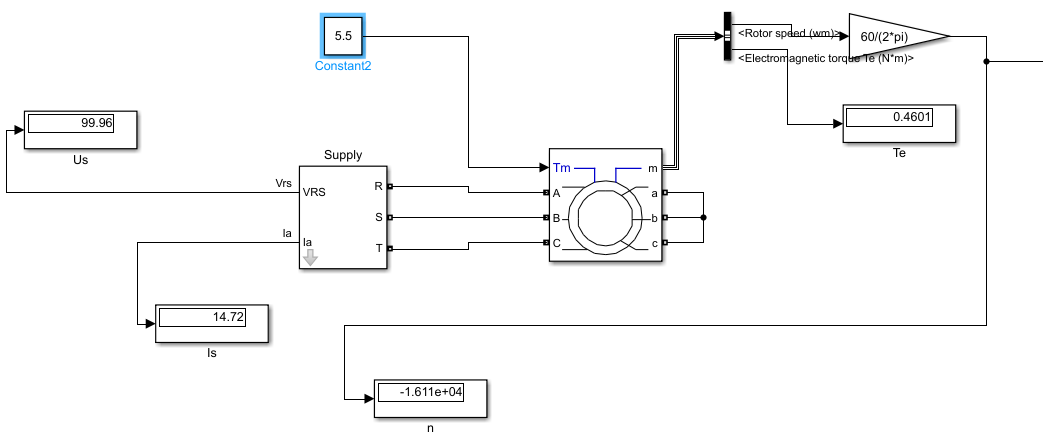 5.5
Constant2
<Rotor speed (wm)>
60/(2*pi)
<Electromagnetic torque Te (N*m)>
99.96
Us
0.4601
Te
Supply
Vrs
VRS
R
S
T
Ia
Ia
Tm
m
A
a
B
b
C
c
14.72
Is
-1.611e+04
n